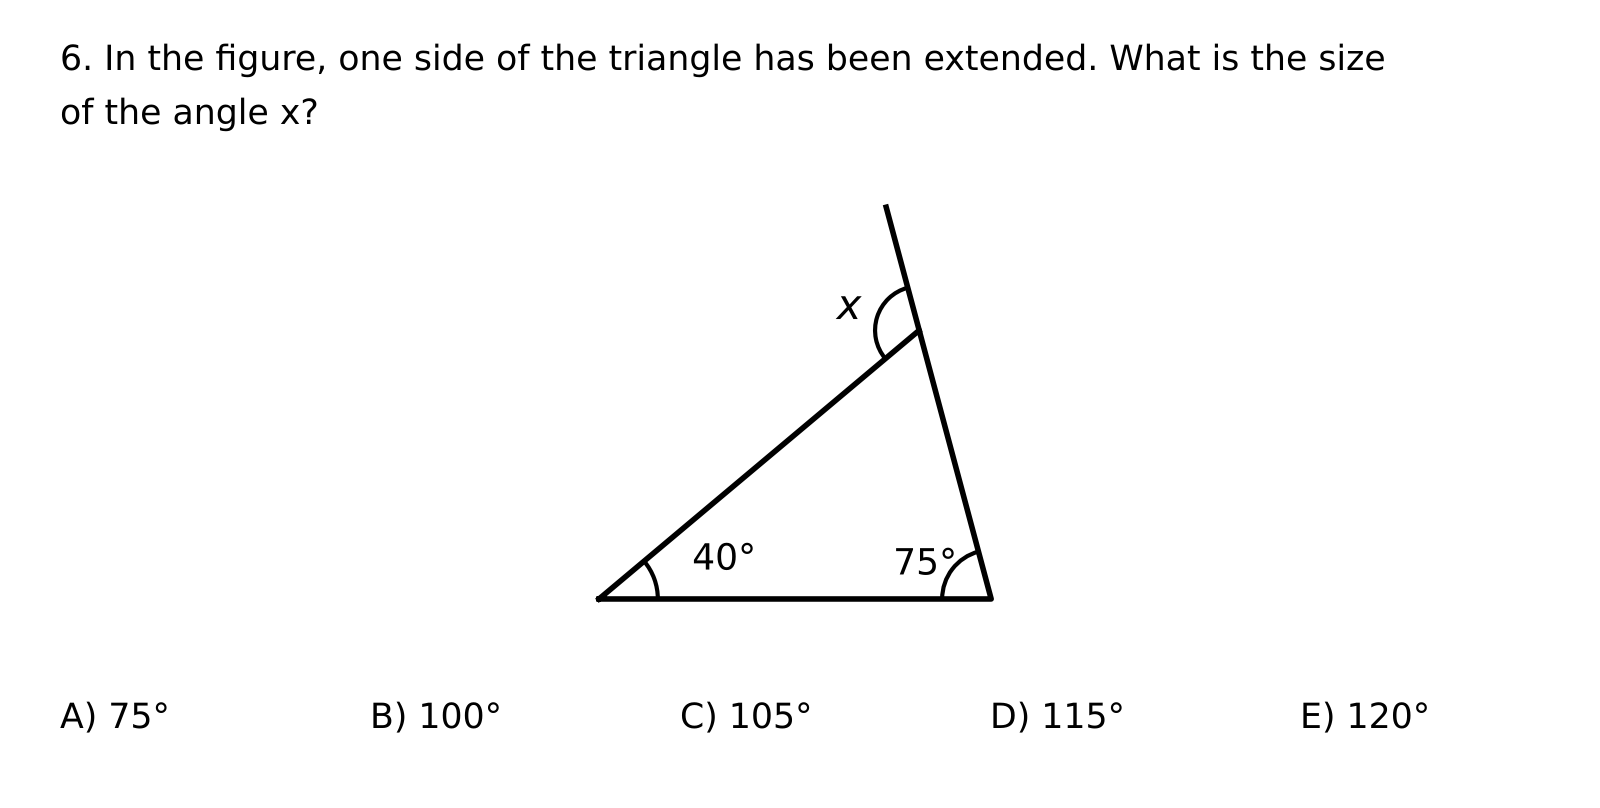 6. In the figure, one side of the triangle has been extended. What is the size
of the angle x?
x
40°
75°
A) 75° B) 100° C) 105° D) 115° E) 120°